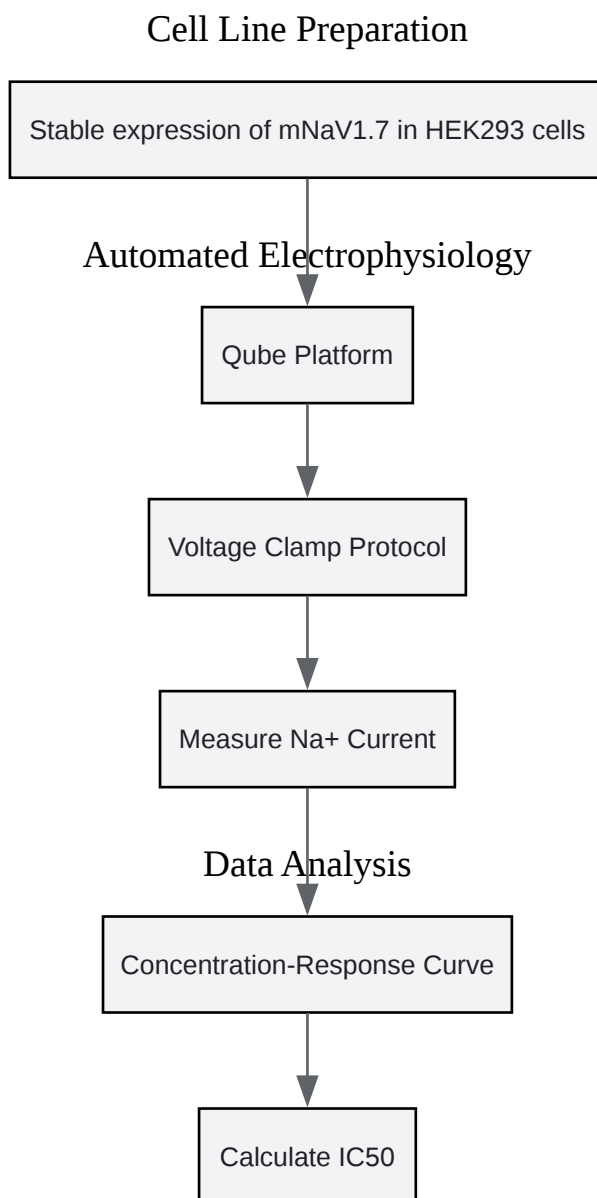 Cell Line Preparation
Stable expression of mNaV1.7 in HEK293 cells
Automated Electrophysiology
Qube Platform
Voltage Clamp Protocol
Measure Na+ Current
Data Analysis
Concentration-Response Curve
Calculate IC50